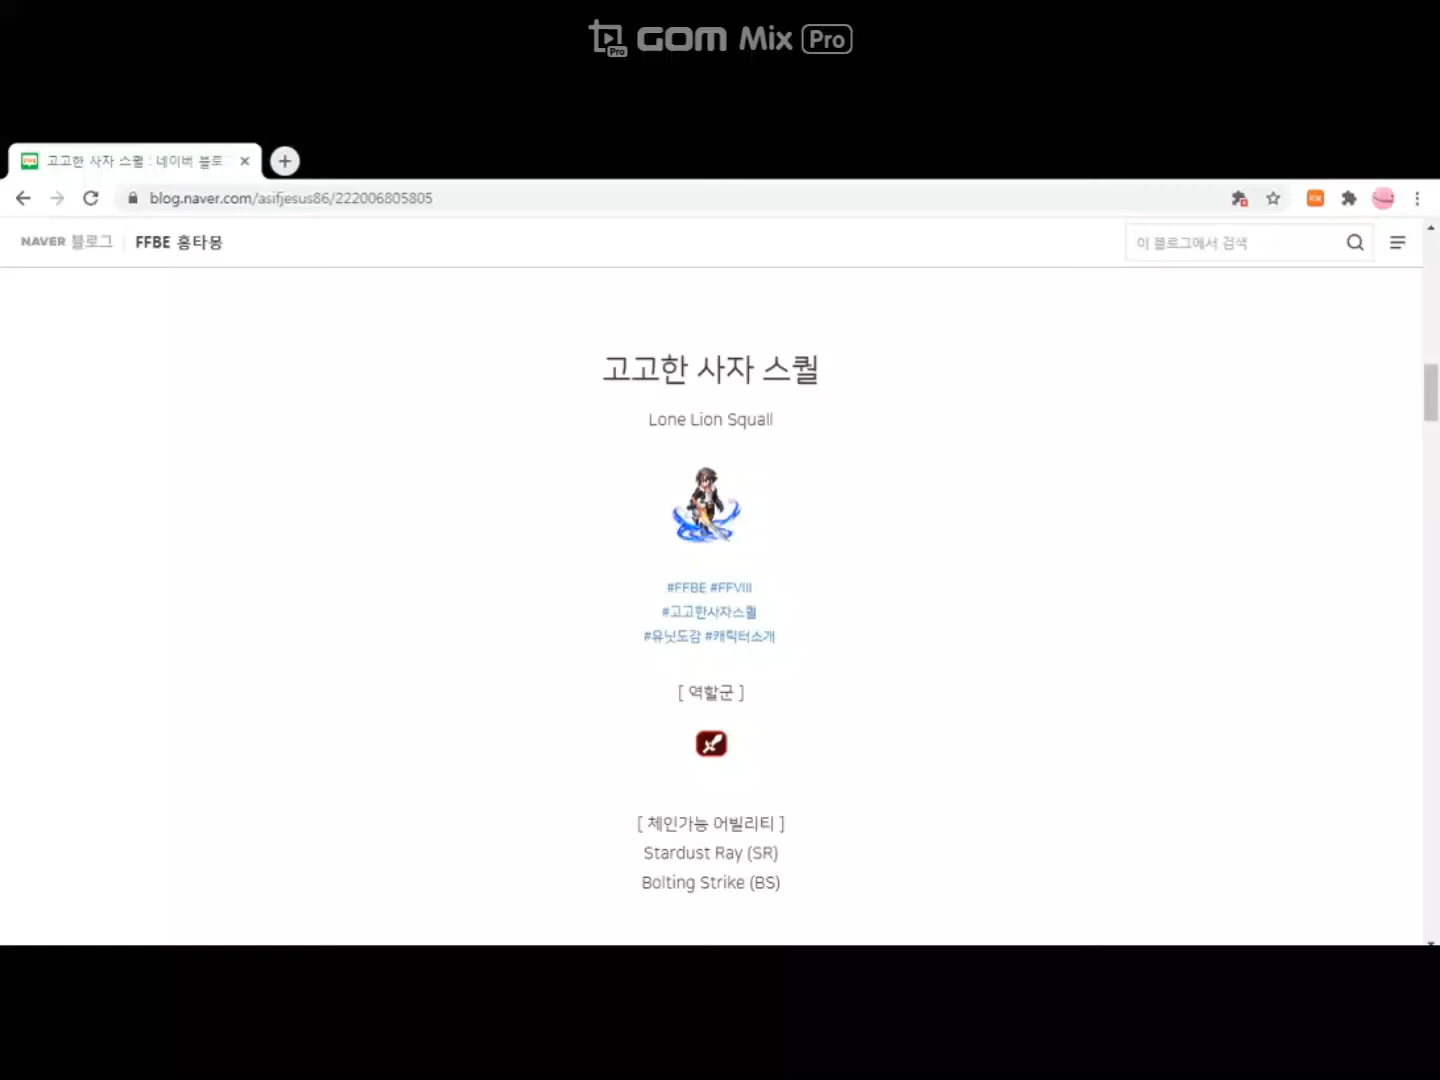 GOM Mix Pro
고고한 사자 스퀄 : 네이버 블로
blog.naver.com/asifjesus86/222006805805
NAVER 블로그 FFBE 홍타몽
이 블로그에서 검색
고고한 사자 스퀄
Lone Lion Squall
#FFBE #FFVIII
#고고한사자스퀄
#유닛도감 #캐릭터소개
[ 역할군 ]
[ 체인가능 어빌리티 ]
Stardust Ray (SR)
Bolting Strike (BS)